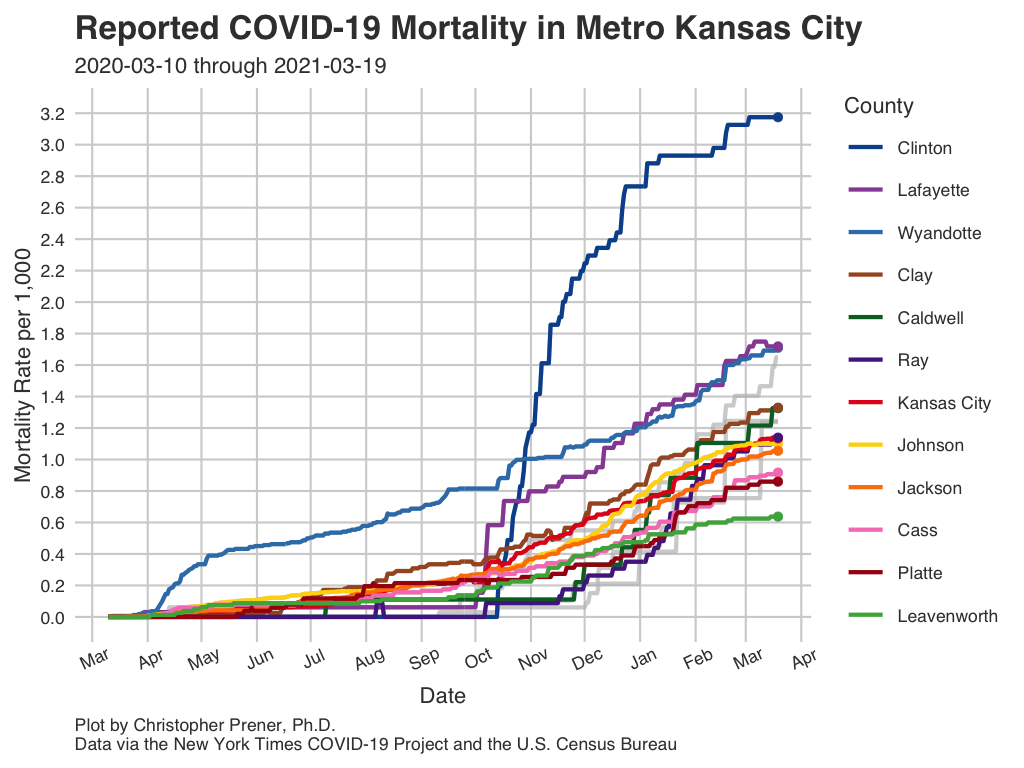 Reported COVID-19 Mortality in Metro Kansas City
2020-03-10 through 2021-03-19
Mortality Rate per 1,000
3.2
3.0
2.8
2.6
2.4
2.2
2.0
1.8
1.6
1.4
1.2
1.0
0.8
0.6
0.4
0.2
0.0
Mar Apr May Jun Jul Aug Sep Oct Nov Dec Jan Feb Mar Apr
Date
County
Clinton
Lafayette
Wyandotte
Clay
Caldwell
Ray
Kansas City
Johnson
Jackson
Cass
Platte
Leavenworth
Plot by Christopher Prener, Ph.D.
Data via the New York Times COVID-19 Project and the U.S. Census Bureau